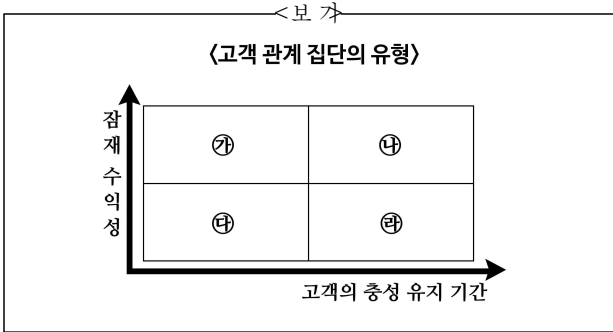 <보 기>
〈고객 관계 집단의 유형〉
잠재 수익성
㉮ ㉯
㉰ ㉱
고객의 충성 유지 기간